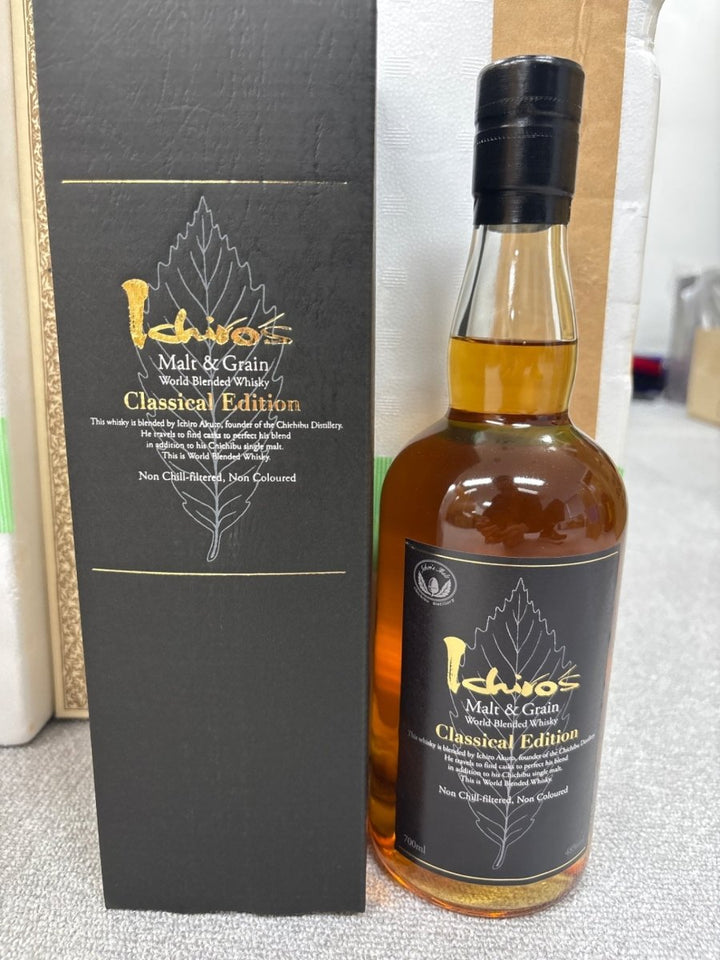 Ichiro's
Malt & Grain
World Blended Whisky
Classical Edition
This whisky is blended by Ichiro Akuto, founder of the Chichibu Distillery.
He travels to find casks to perfect his blend
in addition to his Chichibu single malt.
This is World Blended Whisky.
Non Chill-filtered, Non Coloured
Ichiro's Malt
Ichiro's
Malt & Grain
World Blended Whisky
Classical Edition
This whisky is blended by Ichiro Akuto, founder of the Chichibu Distillery.
He travels to find casks to perfect his blend
in addition to his Chichibu single malt.
This is World Blended Whisky.
Non Chill-filtered, Non Coloured
700ml